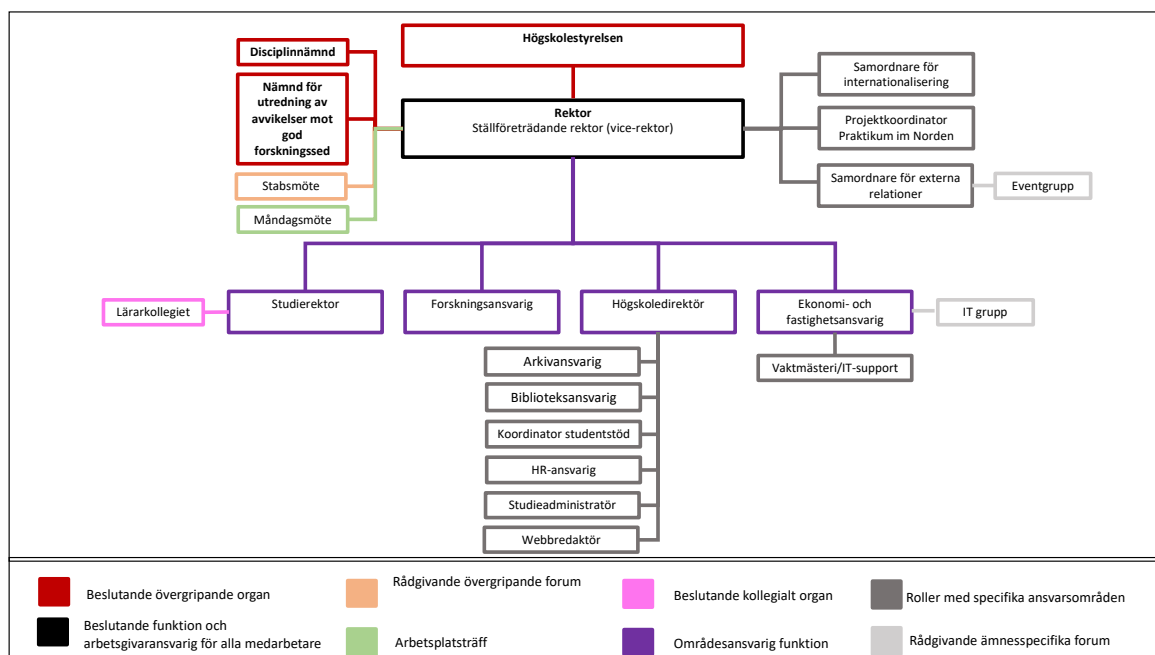 Högskolestyrelsen
Disciplinnämnd
Nämnd för
utredning av
avvikelser mot
god
forskningssed
Rektor
Ställföreträdande rektor (vice-rektor)
Samordnare för
internationalisering
Projektkoordinator
Praktikum im Norden
Samordnare för externa
relationer
Eventgrupp
Stabsmöte
Måndagsmöte
Lärarkollegiet
Studierektor
Forskningsansvarig
Högskoledirektör
Ekonomi- och
fastighetsansvarig
IT grupp
Vaktmästeri/IT-support
Arkivansvarig
Biblioteksansvarig
Koordinator studentstöd
HR-ansvarig
Studieadministratör
Webbredaktör
Beslutande övergripande organ
Rådgivande övergripande forum
Beslutande kollegialt organ
Roller med specifika ansvarsområden
Beslutande funktion och
arbetsgivaransvarig för alla medarbetare
Arbetsplatsträff
Områdesansvarig funktion
Rådgivande ämnesspecifika forum